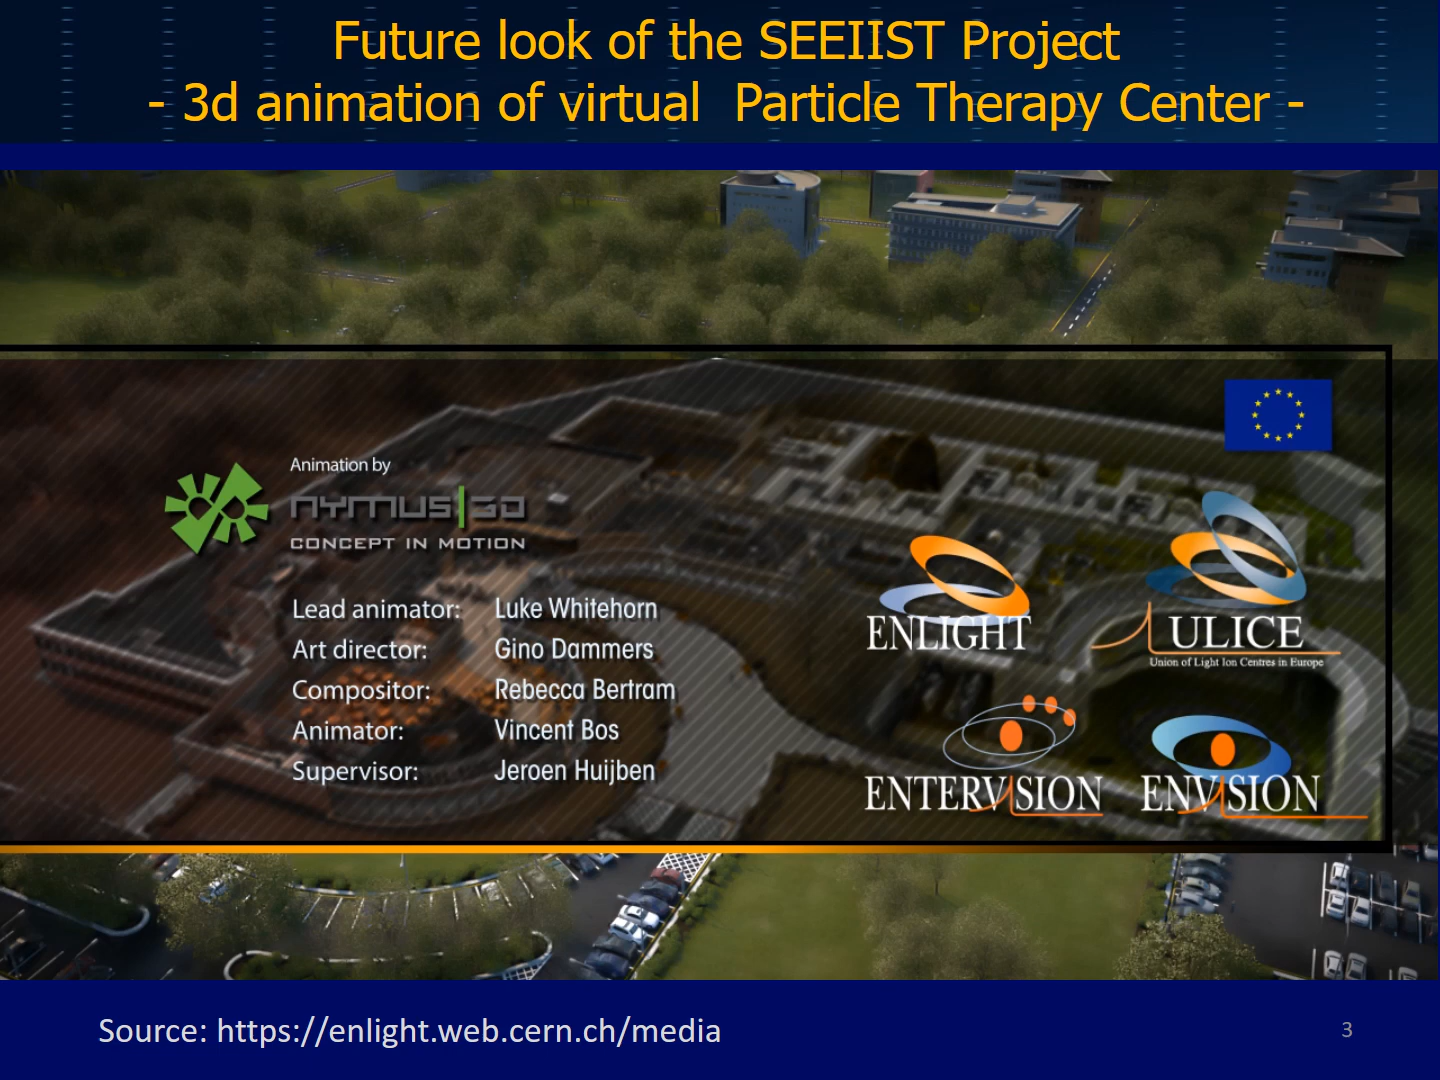 Future look of the SEEIIST Project
- 3d animation of virtual  Particle Therapy Center -
Animation by
NYMUS|3D
CONCEPT IN MOTION
Lead animator: Luke Whitehorn
Art director: Gino Dammers
Compositor: Rebecca Bertram
Animator: Vincent Bos
Supervisor: Jeroen Huijben
ENLIGHT
ULICE
Union of Light Ion Centres in Europe
ENTERVISION
ENVISION
Source: https://enlight.web.cern.ch/media
3